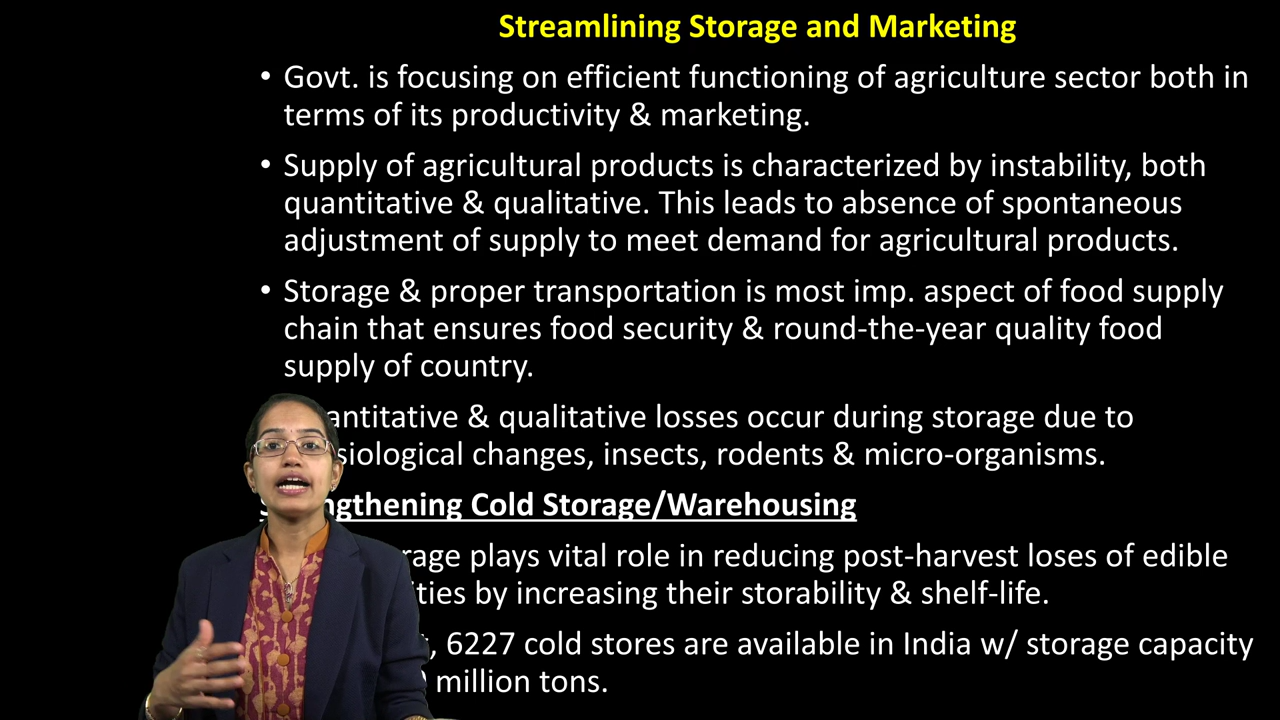 Streamlining Storage and Marketing
• Govt. is focusing on efficient functioning of agriculture sector both in
terms of its productivity & marketing.
• Supply of agricultural products is characterized by instability, both
quantitative & qualitative. This leads to absence of spontaneous
adjustment of supply to meet demand for agricultural products.
• Storage & proper transportation is most imp. aspect of food supply
chain that ensures food security & round-the-year quality food
supply of country.
& qualitative losses occur during storage due to
changes, insects, rodents & micro-organisms.
Cold Storage/Warehousing
plays vital role in reducing post-harvest loses of edible
by increasing their storability & shelf-life.
6227 cold stores are available in India w/ storage capacity
million tons.